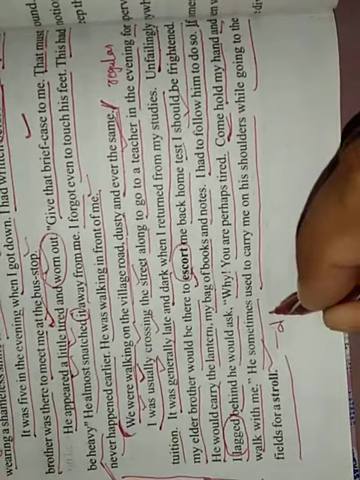 ing a shameless
It was five in the evening when I got down. I had written
brother was there to meet me at the bus-stop.
He appeared a little tired and worn out. "Give that brief-case to me. That must
be heavy." He almost snatched it away from me. I forgot even to touch his feet. This had
never happened earlier. He was walking in front of me.
We were walking on the village road, dusty and ever the same. regular
I was usually crossing the street along to go to a teacher in the evening for
tuition. It was generally late and dark when I returned from my studies. Unfailingly
my elder brother would be there to escort me back home test I should be frightened.
He would carry the lantern, my bag of books and notes. I had to follow him to do so. If
I lagged behind he would ask, "Why! You are perhaps tired. Come hold my hand and
walk with me." He sometimes used to carry me on his shoulders while going to the
fields for a stroll.